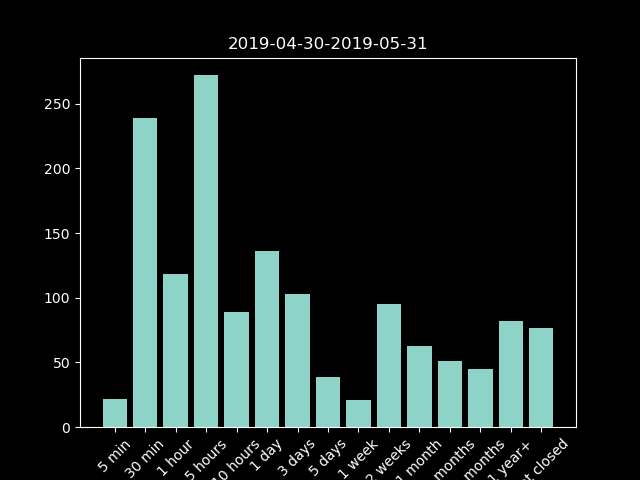 2019-04-30-2019-05-31
250
200
150
100
50
0
5 min
30 min
1 hour
5 hours
10 hours
1 day
3 days
5 days
1 week
2 weeks
1 month
months
months
1 year+
closed